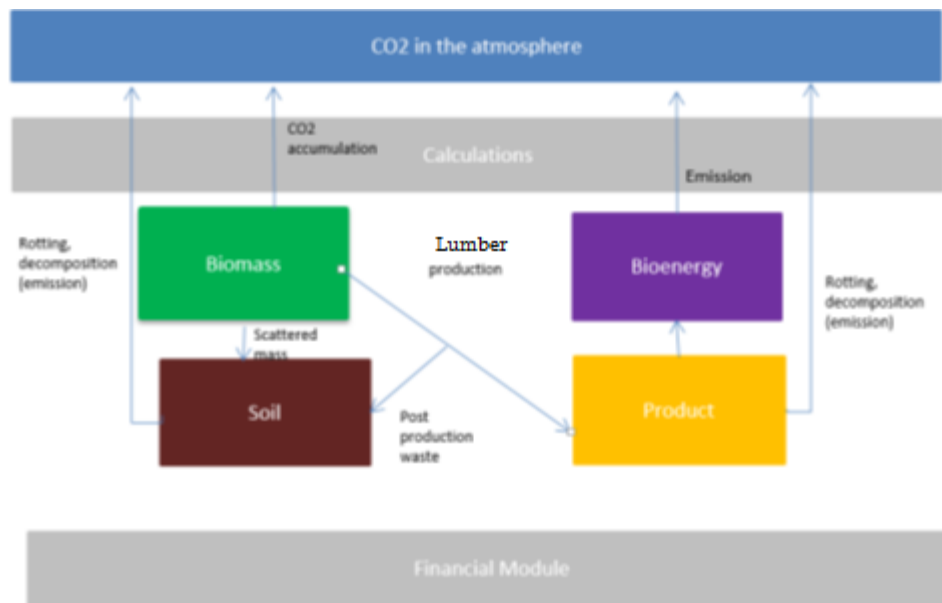 CO2 in the atmosphere
CO2
accumulation
Calculations
Emission
Rotting,
decomposition
(emission)
Biomass
Lumber
production
Bioenergy
Rotting,
decomposition
(emission)
Scattered
mass
Soil
Post
production
waste
Product
Financial Module